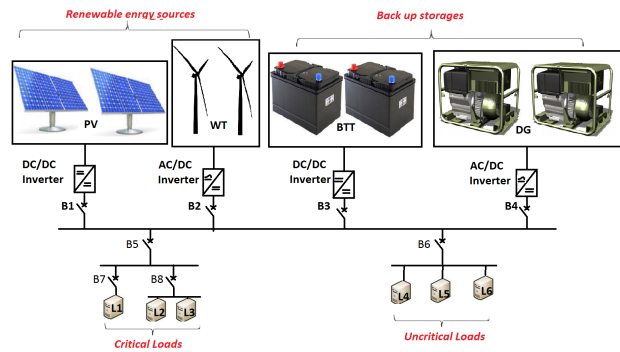 Renewable enrgy sources
Back up storages
PV
WT
BTT
DG
DC/DC
Inverter
AC/DC
Inverter
DC/DC
Inverter
AC/DC
Inverter
B1
B2
B3
B4
B5
B6
B7
B8
L1
L2
L3
L4
L5
L6
Critical Loads
Uncritical Loads